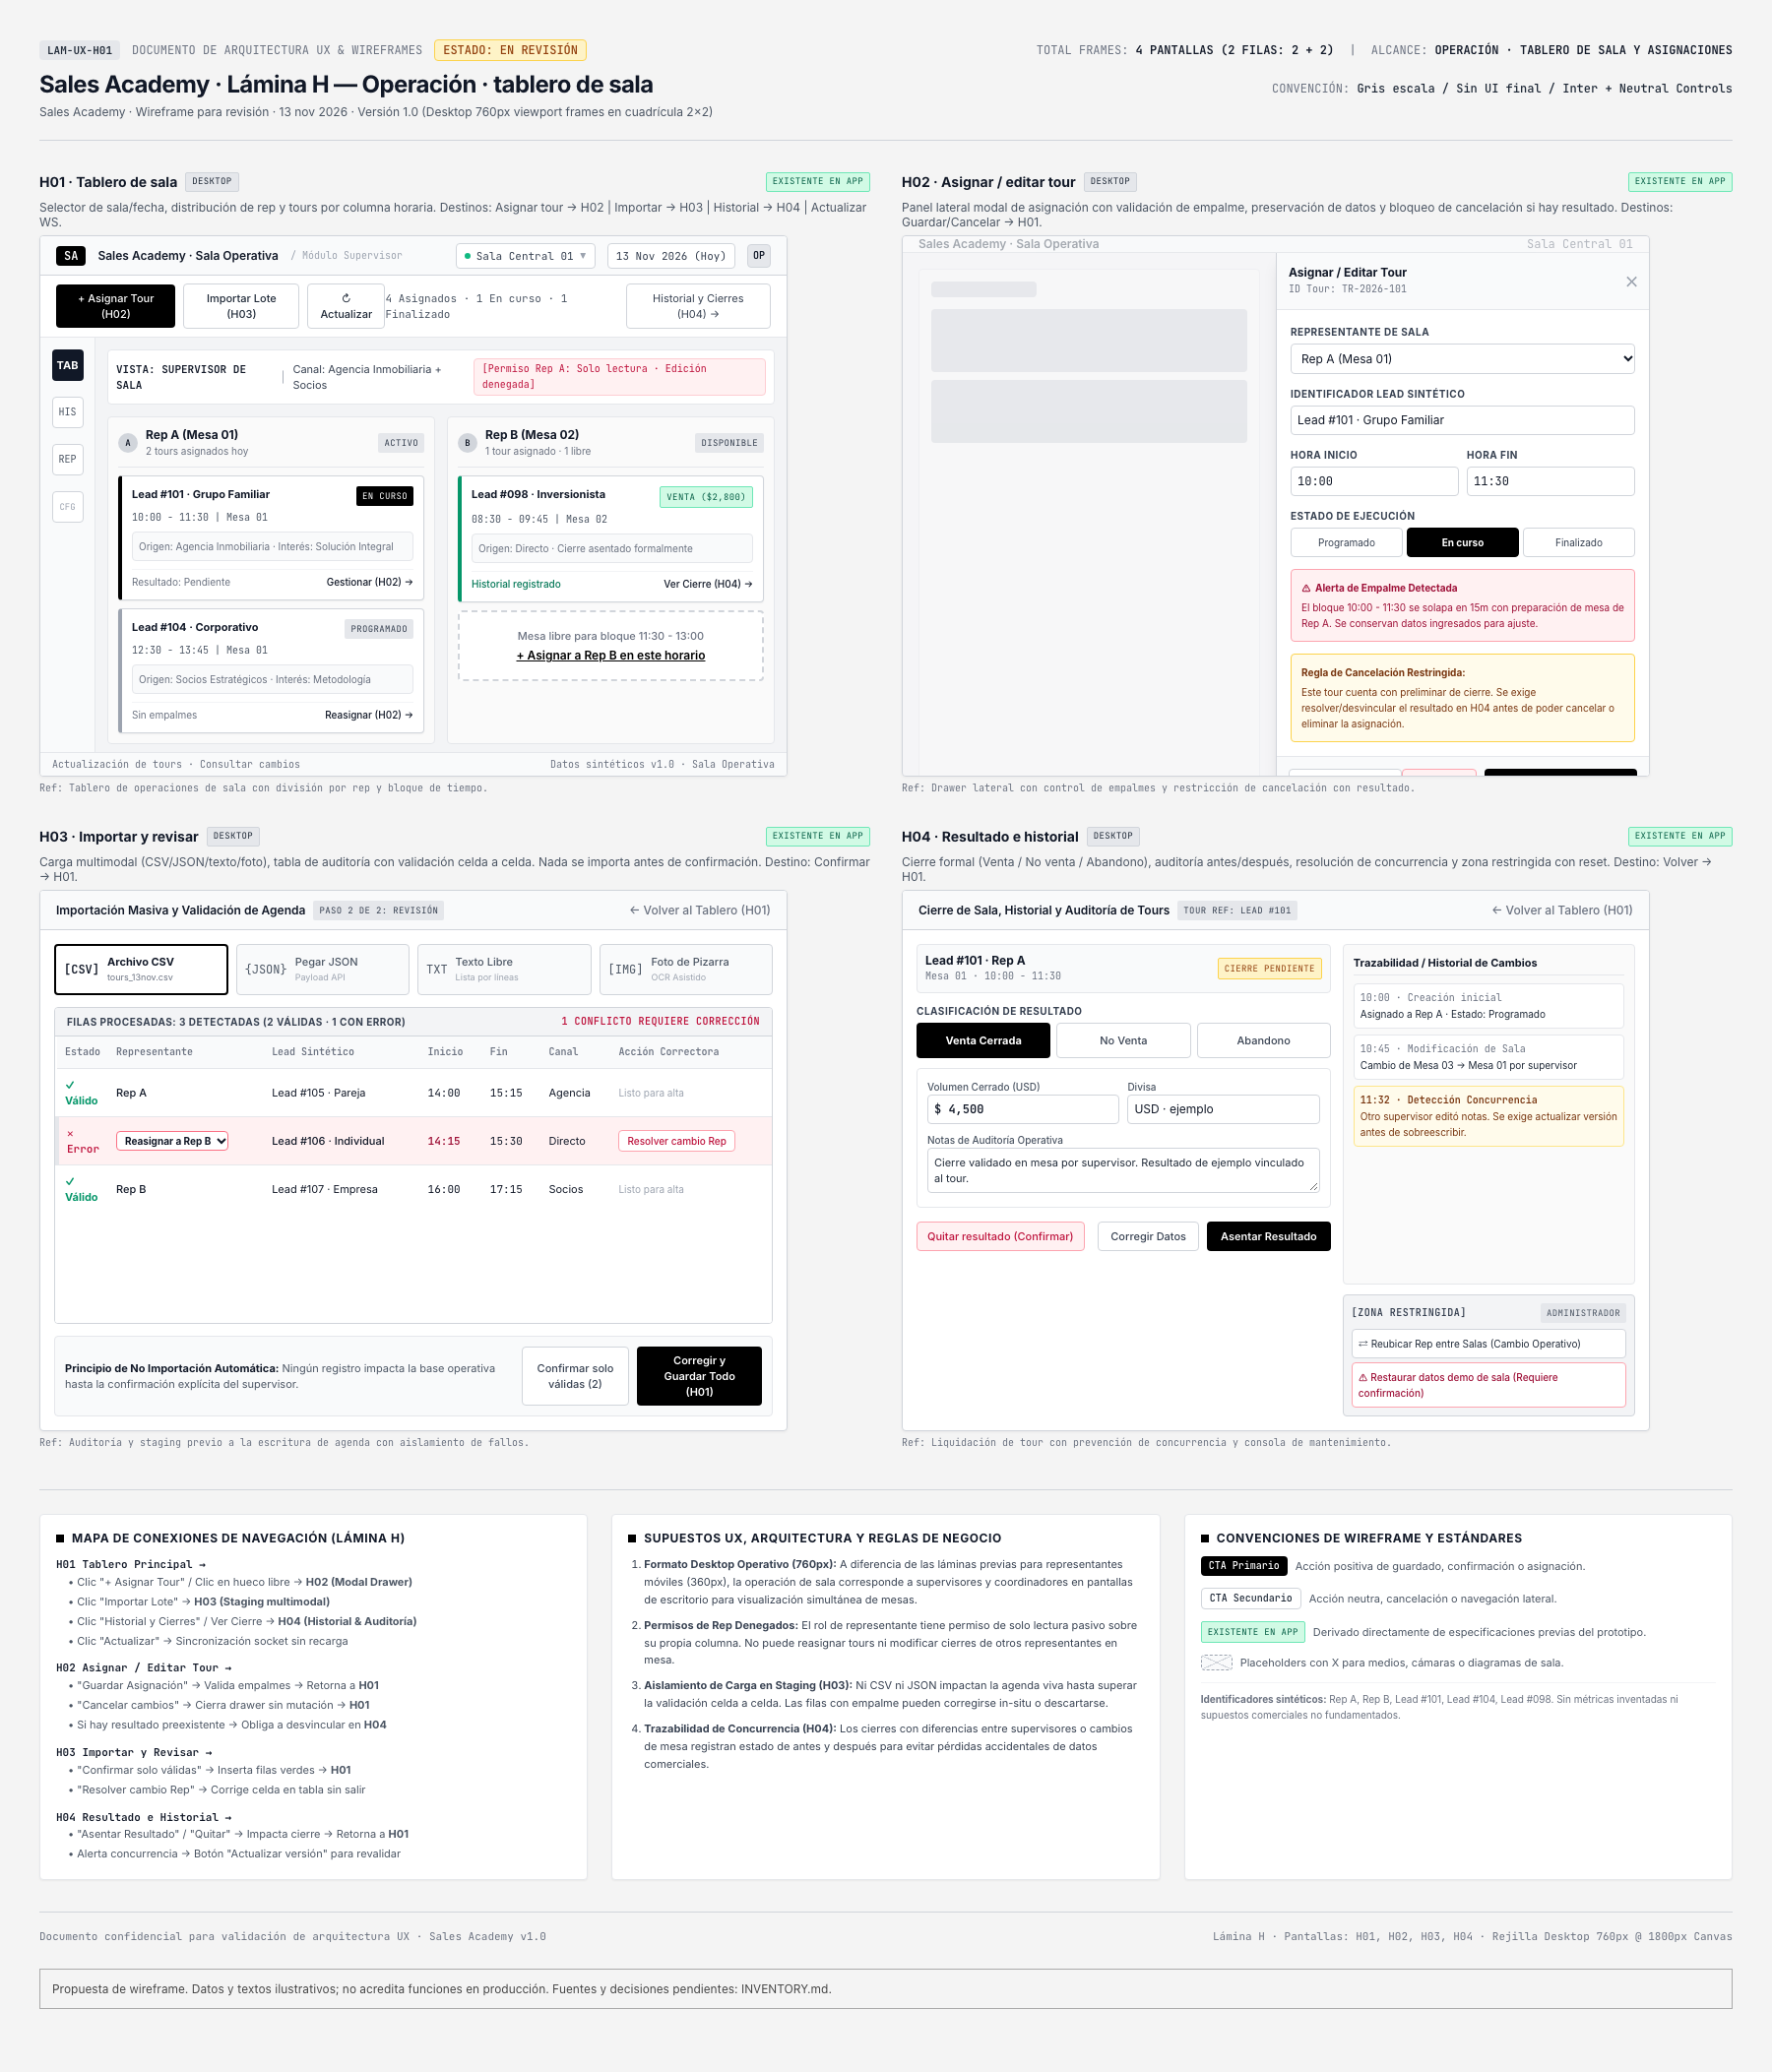 LAM-UX-H01 DOCUMENTO DE ARQUITECTURA UX & WIREFRAMES ESTADO: EN REVISIÓN
TOTAL FRAMES: 4 PANTALLAS (2 FILAS: 2 + 2) | ALCANCE: OPERACIÓN · TABLERO DE SALA Y ASIGNACIONES
Sales Academy · Lámina H — Operación · tablero de sala
CONVENCIÓN: Gris escala / Sin UI final / Inter + Neutral Controls
Sales Academy · Wireframe para revisión · 13 nov 2026 · Versión 1.0 (Desktop 760px viewport frames en cuadrícula 2×2)
H01 · Tablero de sala DESKTOP EXISTENTE EN APP
Selector de sala/fecha, distribución de rep y tours por columna horaria. Destinos: Asignar tour → H02 | Importar → H03 | Historial → H04 | Actualizar
WS.
SA Sales Academy · Sala Operativa / Módulo Supervisor Sala Central 01 ▼ 13 Nov 2026 (Hoy) OP
+ Asignar Tour
(H02)
Importar Lote
(H03)
↻
Actualizar
4 Asignados · 1 En curso · 1
Finalizado
Historial y Cierres
(H04) →
TAB
HIS
REP
CFG
VISTA: SUPERVISOR DE
SALA
|
Canal: Agencia Inmobiliaria +
Socios
[Permiso Rep A: Solo lectura · Edición
denegada]
A Rep A (Mesa 01) ACTIVO
2 tours asignados hoy
Lead #101 · Grupo Familiar EN CURSO
10:00 - 11:30 | Mesa 01
Origen: Agencia Inmobiliaria · Interés: Solución Integral
Resultado: Pendiente Gestionar (H02) →
Lead #104 · Corporativo PROGRAMADO
12:30 - 13:45 | Mesa 01
Origen: Socios Estratégicos · Interés: Metodología
Sin empalmes Reasignar (H02) →
B Rep B (Mesa 02) DISPONIBLE
1 tour asignado · 1 libre
Lead #098 · Inversionista VENTA ($2,800)
08:30 - 09:45 | Mesa 02
Origen: Directo · Cierre asentado formalmente
Historial registrado Ver Cierre (H04) →
Mesa libre para bloque 11:30 - 13:00
+ Asignar a Rep B en este horario
Actualización de tours · Consultar cambios Datos sintéticos v1.0 · Sala Operativa
Ref: Tablero de operaciones de sala con división por rep y bloque de tiempo.
H02 · Asignar / editar tour DESKTOP EXISTENTE EN APP
Panel lateral modal de asignación con validación de empalme, preservación de datos y bloqueo de cancelación si hay resultado. Destinos:
Guardar/Cancelar → H01.
Sales Academy · Sala Operativa Sala Central 01
Asignar / Editar Tour ×
ID Tour: TR-2026-101
REPRESENTANTE DE SALA
Rep A (Mesa 01)
IDENTIFICADOR LEAD SINTÉTICO
Lead #101 · Grupo Familiar
HORA INICIO HORA FIN
10:00 11:30
ESTADO DE EJECUCIÓN
Programado En curso Finalizado
⚠ Alerta de Empalme Detectada
El bloque 10:00 - 11:30 se solapa en 15m con preparación de mesa de
Rep A. Se conservan datos ingresados para ajuste.
Regla de Cancelación Restringida:
Este tour cuenta con preliminar de cierre. Se exige
resolver/desvincular el resultado en H04 antes de poder cancelar o
eliminar la asignación.
Ref: Drawer lateral con control de empalmes y restricción de cancelación con resultado.
H03 · Importar y revisar DESKTOP EXISTENTE EN APP
Carga multimodal (CSV/JSON/texto/foto), tabla de auditoría con validación celda a celda. Nada se importa antes de confirmación. Destino: Confirmar
→ H01.
Importación Masiva y Validación de Agenda PASO 2 DE 2: REVISIÓN ← Volver al Tablero (H01)
[CSV] Archivo CSV
tours_13nov.csv
{JSON} Pegar JSON
Payload API
TXT Texto Libre
Lista por líneas
[IMG] Foto de Pizarra
OCR Asistido
FILAS PROCESADAS: 3 DETECTADAS (2 VÁLIDAS · 1 CON ERROR) 1 CONFLICTO REQUIERE CORRECCIÓN
Estado Representante Lead Sintético Inicio Fin Canal Acción Correctora
✓
Válido Rep A Lead #105 · Pareja 14:00 15:15 Agencia Listo para alta
×
Error Reasignar a Rep B Lead #106 · Individual 14:15 15:30 Directo Resolver cambio Rep
✓
Válido Rep B Lead #107 · Empresa 16:00 17:15 Socios Listo para alta
Principio de No Importación Automática: Ningún registro impacta la base operativa
hasta la confirmación explícita del supervisor.
Confirmar solo
válidas (2)
Corregir y
Guardar Todo
(H01)
Ref: Auditoría y staging previo a la escritura de agenda con aislamiento de fallos.
H04 · Resultado e historial DESKTOP EXISTENTE EN APP
Cierre formal (Venta / No venta / Abandono), auditoría antes/después, resolución de concurrencia y zona restringida con reset. Destino: Volver →
H01.
Cierre de Sala, Historial y Auditoría de Tours TOUR REF: LEAD #101 ← Volver al Tablero (H01)
Lead #101 · Rep A CIERRE PENDIENTE
Mesa 01 · 10:00 - 11:30
CLASIFICACIÓN DE RESULTADO
Venta Cerrada No Venta Abandono
Volumen Cerrado (USD) Divisa
$ 4,500 USD · ejemplo
Notas de Auditoría Operativa
Cierre validado en mesa por supervisor. Resultado de ejemplo vinculado
al tour.
Quitar resultado (Confirmar) Corregir Datos Asentar Resultado
Trazabilidad / Historial de Cambios
10:00 · Creación inicial
Asignado a Rep A · Estado: Programado
10:45 · Modificación de Sala
Cambio de Mesa 03 → Mesa 01 por supervisor
11:32 · Detección Concurrencia
Otro supervisor editó notas. Se exige actualizar versión
antes de sobreescribir.
[ZONA RESTRINGIDA] ADMINISTRADOR
⇄ Reubicar Rep entre Salas (Cambio Operativo)
⚠ Restaurar datos demo de sala (Requiere
confirmación)
Ref: Liquidación de tour con prevención de concurrencia y consola de mantenimiento.
MAPA DE CONEXIONES DE NAVEGACIÓN (LÁMINA H)
H01 Tablero Principal →
• Clic "+ Asignar Tour" / Clic en hueco libre → H02 (Modal Drawer)
• Clic "Importar Lote" → H03 (Staging multimodal)
• Clic "Historial y Cierres" / Ver Cierre → H04 (Historial & Auditoría)
• Clic "Actualizar" → Sincronización socket sin recarga
H02 Asignar / Editar Tour →
• "Guardar Asignación" → Valida empalmes → Retorna a H01
• "Cancelar cambios" → Cierra drawer sin mutación → H01
• Si hay resultado preexistente → Obliga a desvincular en H04
H03 Importar y Revisar →
• "Confirmar solo válidas" → Inserta filas verdes → H01
• "Resolver cambio Rep" → Corrige celda en tabla sin salir
H04 Resultado e Historial →
• "Asentar Resultado" / "Quitar" → Impacta cierre → Retorna a H01
• Alerta concurrencia → Botón "Actualizar versión" para revalidar
SUPUESTOS UX, ARQUITECTURA Y REGLAS DE NEGOCIO
1. Formato Desktop Operativo (760px): A diferencia de las láminas previas para representantes
móviles (360px), la operación de sala corresponde a supervisores y coordinadores en pantallas
de escritorio para visualización simultánea de mesas.
2. Permisos de Rep Denegados: El rol de representante tiene permiso de solo lectura pasivo sobre
su propia columna. No puede reasignar tours ni modificar cierres de otros representantes en
mesa.
3. Aislamiento de Carga en Staging (H03): Ni CSV ni JSON impactan la agenda viva hasta superar
la validación celda a celda. Las filas con empalme pueden corregirse in-situ o descartarse.
4. Trazabilidad de Concurrencia (H04): Los cierres con diferencias entre supervisores o cambios
de mesa registran estado de antes y después para evitar pérdidas accidentales de datos
comerciales.
CONVENCIONES DE WIREFRAME Y ESTÁNDARES
CTA Primario Acción positiva de guardado, confirmación o asignación.
CTA Secundario Acción neutra, cancelación o navegación lateral.
EXISTENTE EN APP Derivado directamente de especificaciones previas del prototipo.
Placeholders con X para medios, cámaras o diagramas de sala.
Identificadores sintéticos: Rep A, Rep B, Lead #101, Lead #104, Lead #098. Sin métricas inventadas ni
supuestos comerciales no fundamentados.
Documento confidencial para validación de arquitectura UX · Sales Academy v1.0
Lámina H · Pantallas: H01, H02, H03, H04 · Rejilla Desktop 760px @ 1800px Canvas
Propuesta de wireframe. Datos y textos ilustrativos; no acredita funciones en producción. Fuentes y decisiones pendientes: INVENTORY.md.